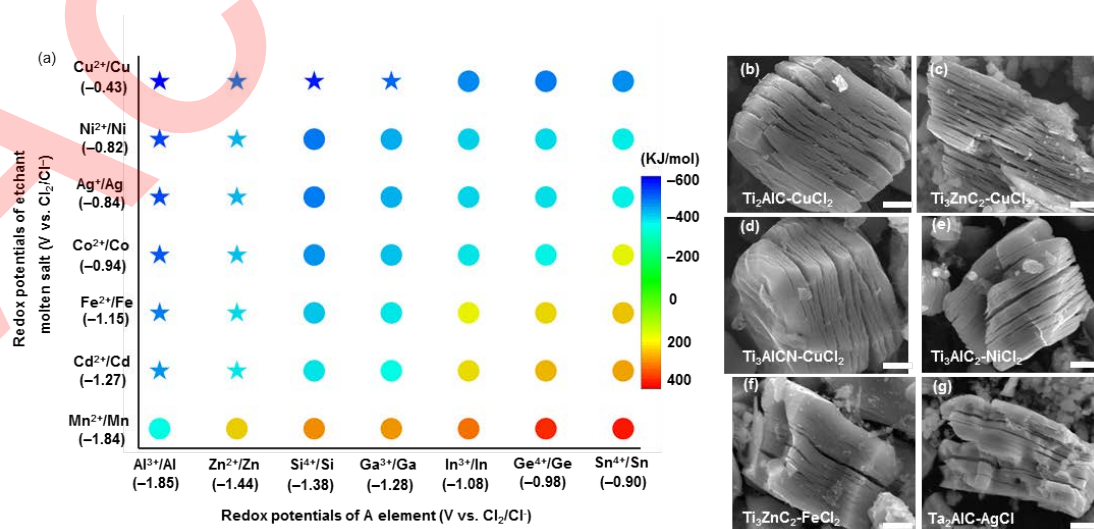 (a)
Redox potentials of etchant
molten salt (V vs. Cl₂/Cl⁻)
Cu²⁺/Cu
(–0.43)
Ni²⁺/Ni
(–0.82)
Ag⁺/Ag
(–0.84)
Co²⁺/Co
(–0.94)
Fe²⁺/Fe
(–1.15)
Cd²⁺/Cd
(–1.27)
Mn²⁺/Mn
(–1.84)
Al³⁺/Al
(–1.85)
Zn²⁺/Zn
(–1.44)
Si⁴⁺/Si
(–1.38)
Ga³⁺/Ga
(–1.28)
In³⁺/In
(–1.08)
Ge⁴⁺/Ge
(–0.98)
Sn⁴⁺/Sn
(–0.90)
Redox potentials of A element (V vs. Cl₂/Cl⁻)
(KJ/mol)
–600
–400
–200
0
200
400
(b)
Ti₂AlC-CuCl₂
(c)
Ti₃ZnC₂-CuCl₂
(d)
Ti₃AlCN-CuCl₂
(e)
Ti₃AlC₂-NiCl₂
(f)
Ti₃ZnC₂-FeCl₂
(g)
Ta₂AlC-AgCl